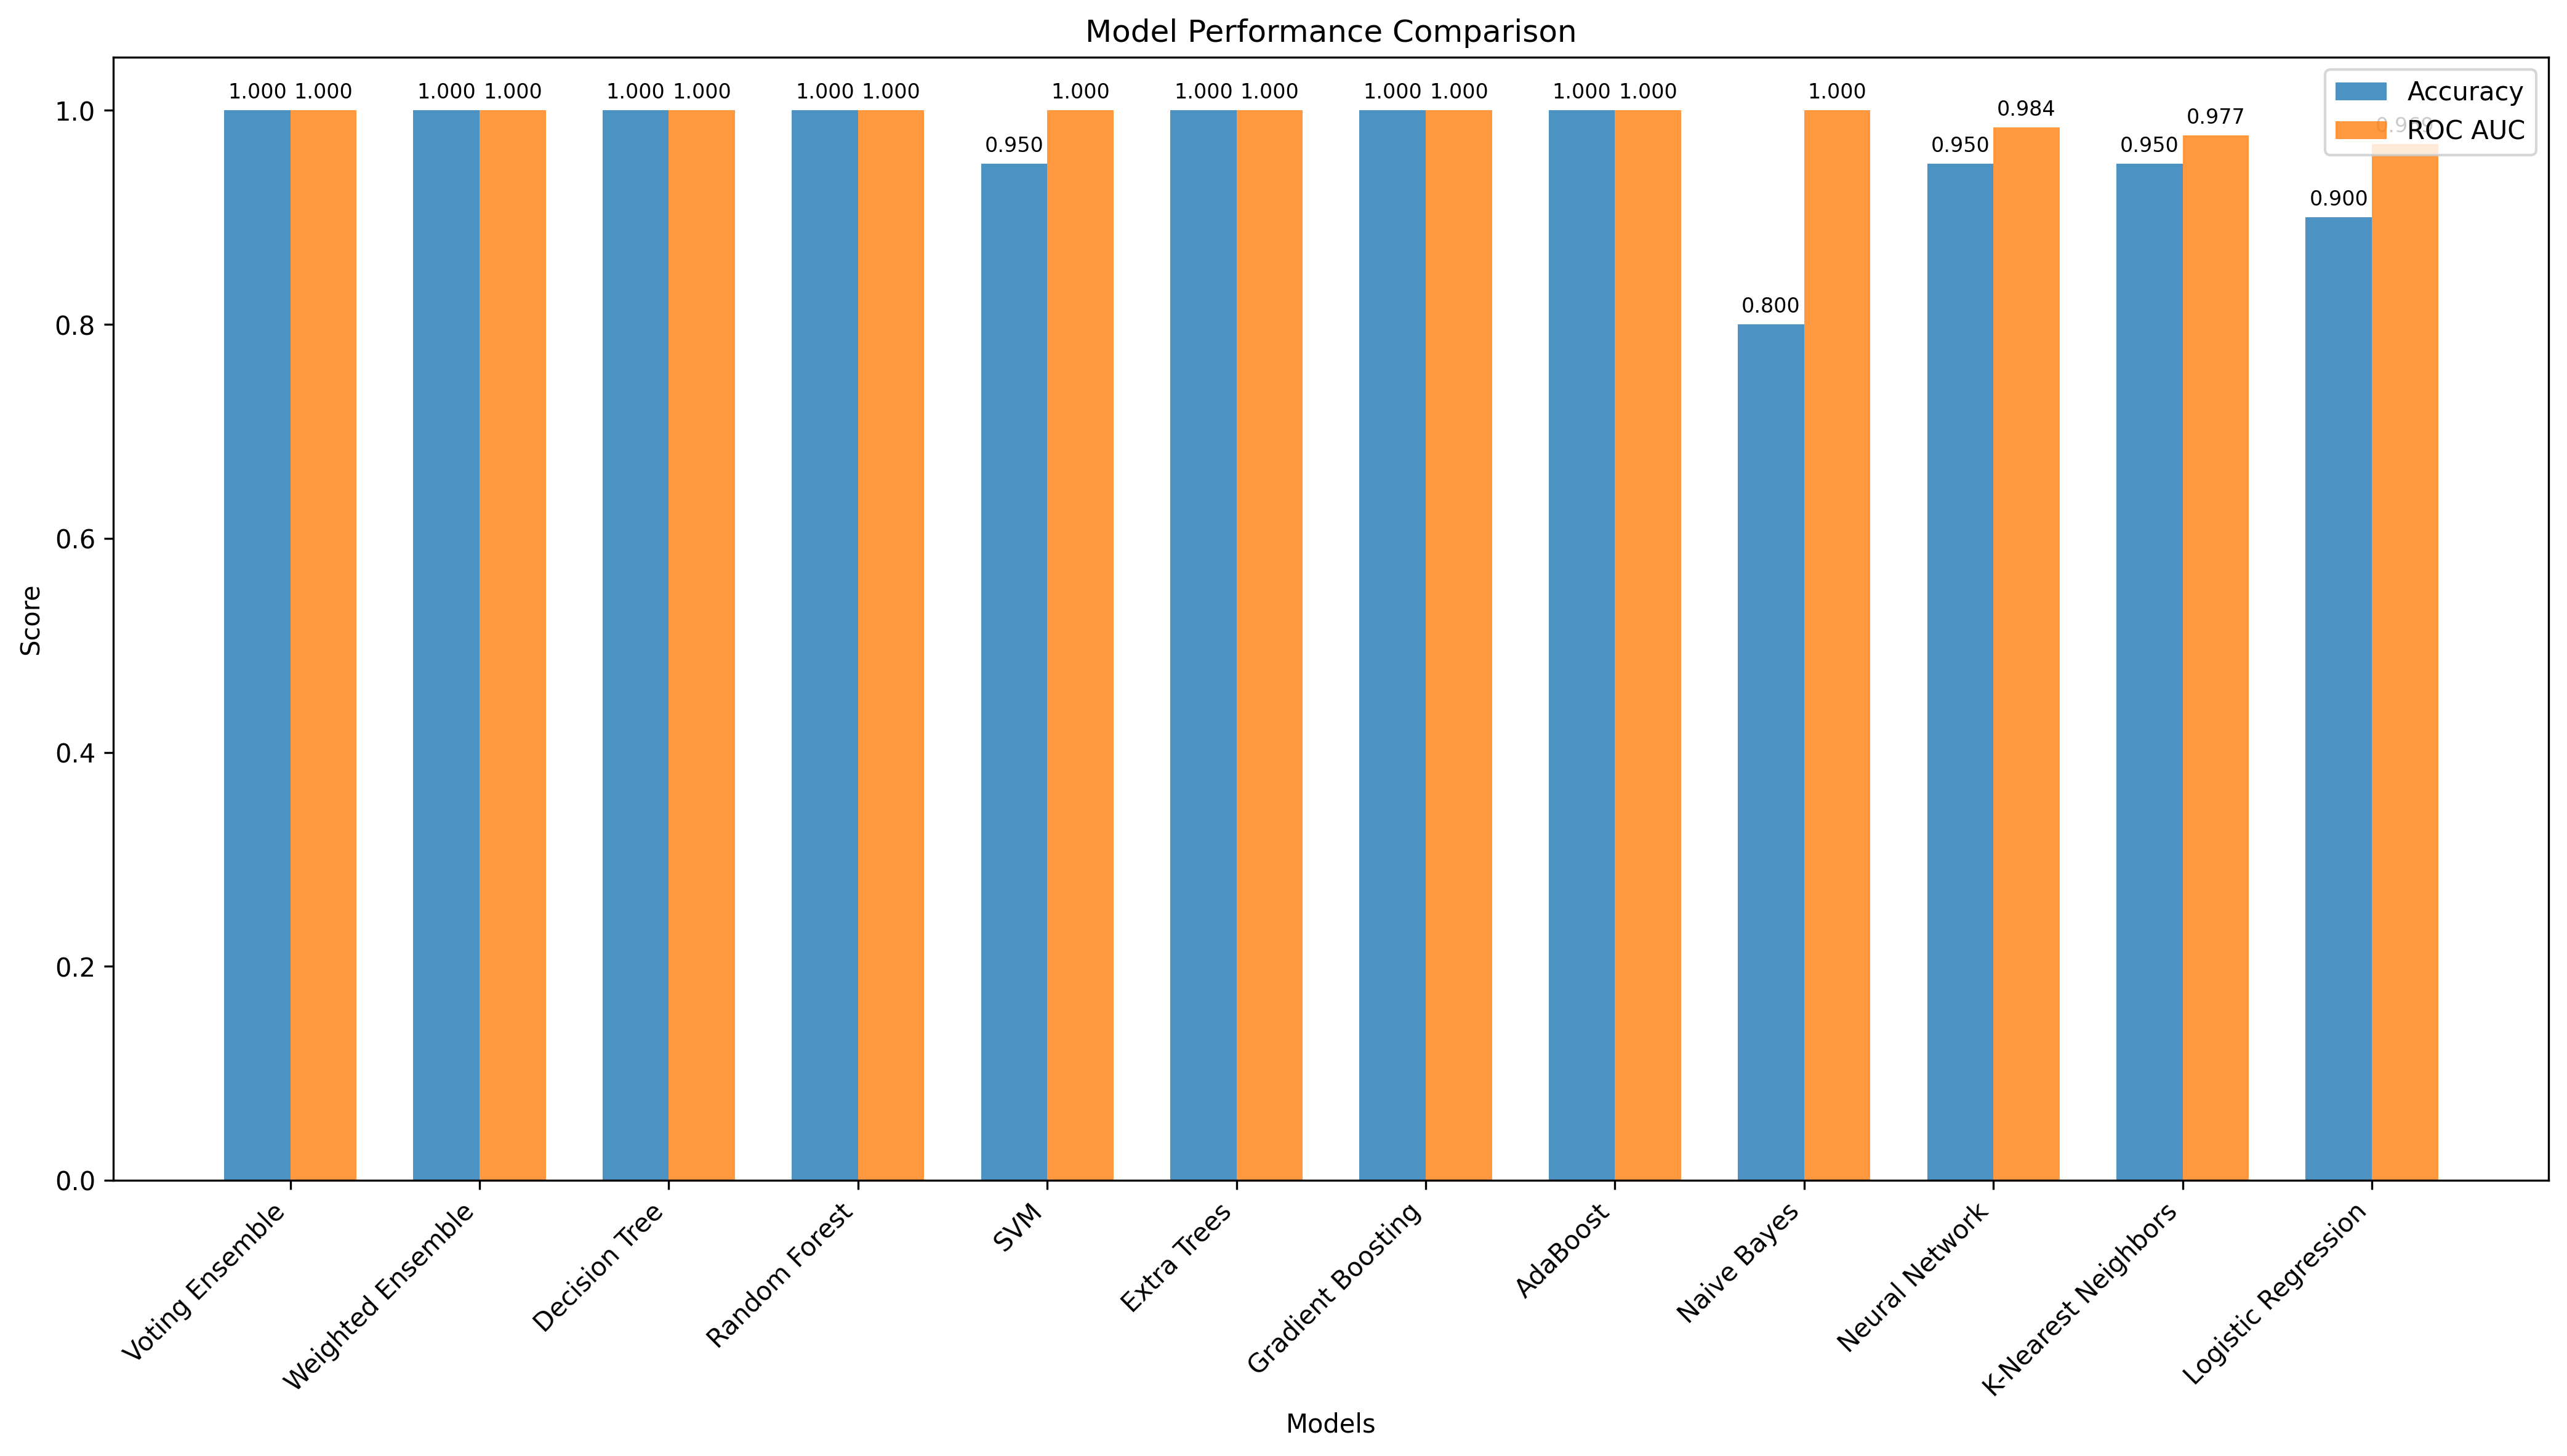 Model Performance Comparison
1.000 1.000 1.000 1.000 1.000 1.000 1.000 1.000 0.950 1.000 1.000 1.000 1.000 1.000 1.000 1.000 0.800 1.000 0.950 0.984 0.950 0.977 0.900 0.969
Accuracy
ROC AUC
Score
1.0
0.8
0.6
0.4
0.2
0.0
Voting Ensemble
Weighted Ensemble
Decision Tree
Random Forest
SVM
Extra Trees
Gradient Boosting
AdaBoost
Naive Bayes
Neural Network
K-Nearest Neighbors
Logistic Regression
Models